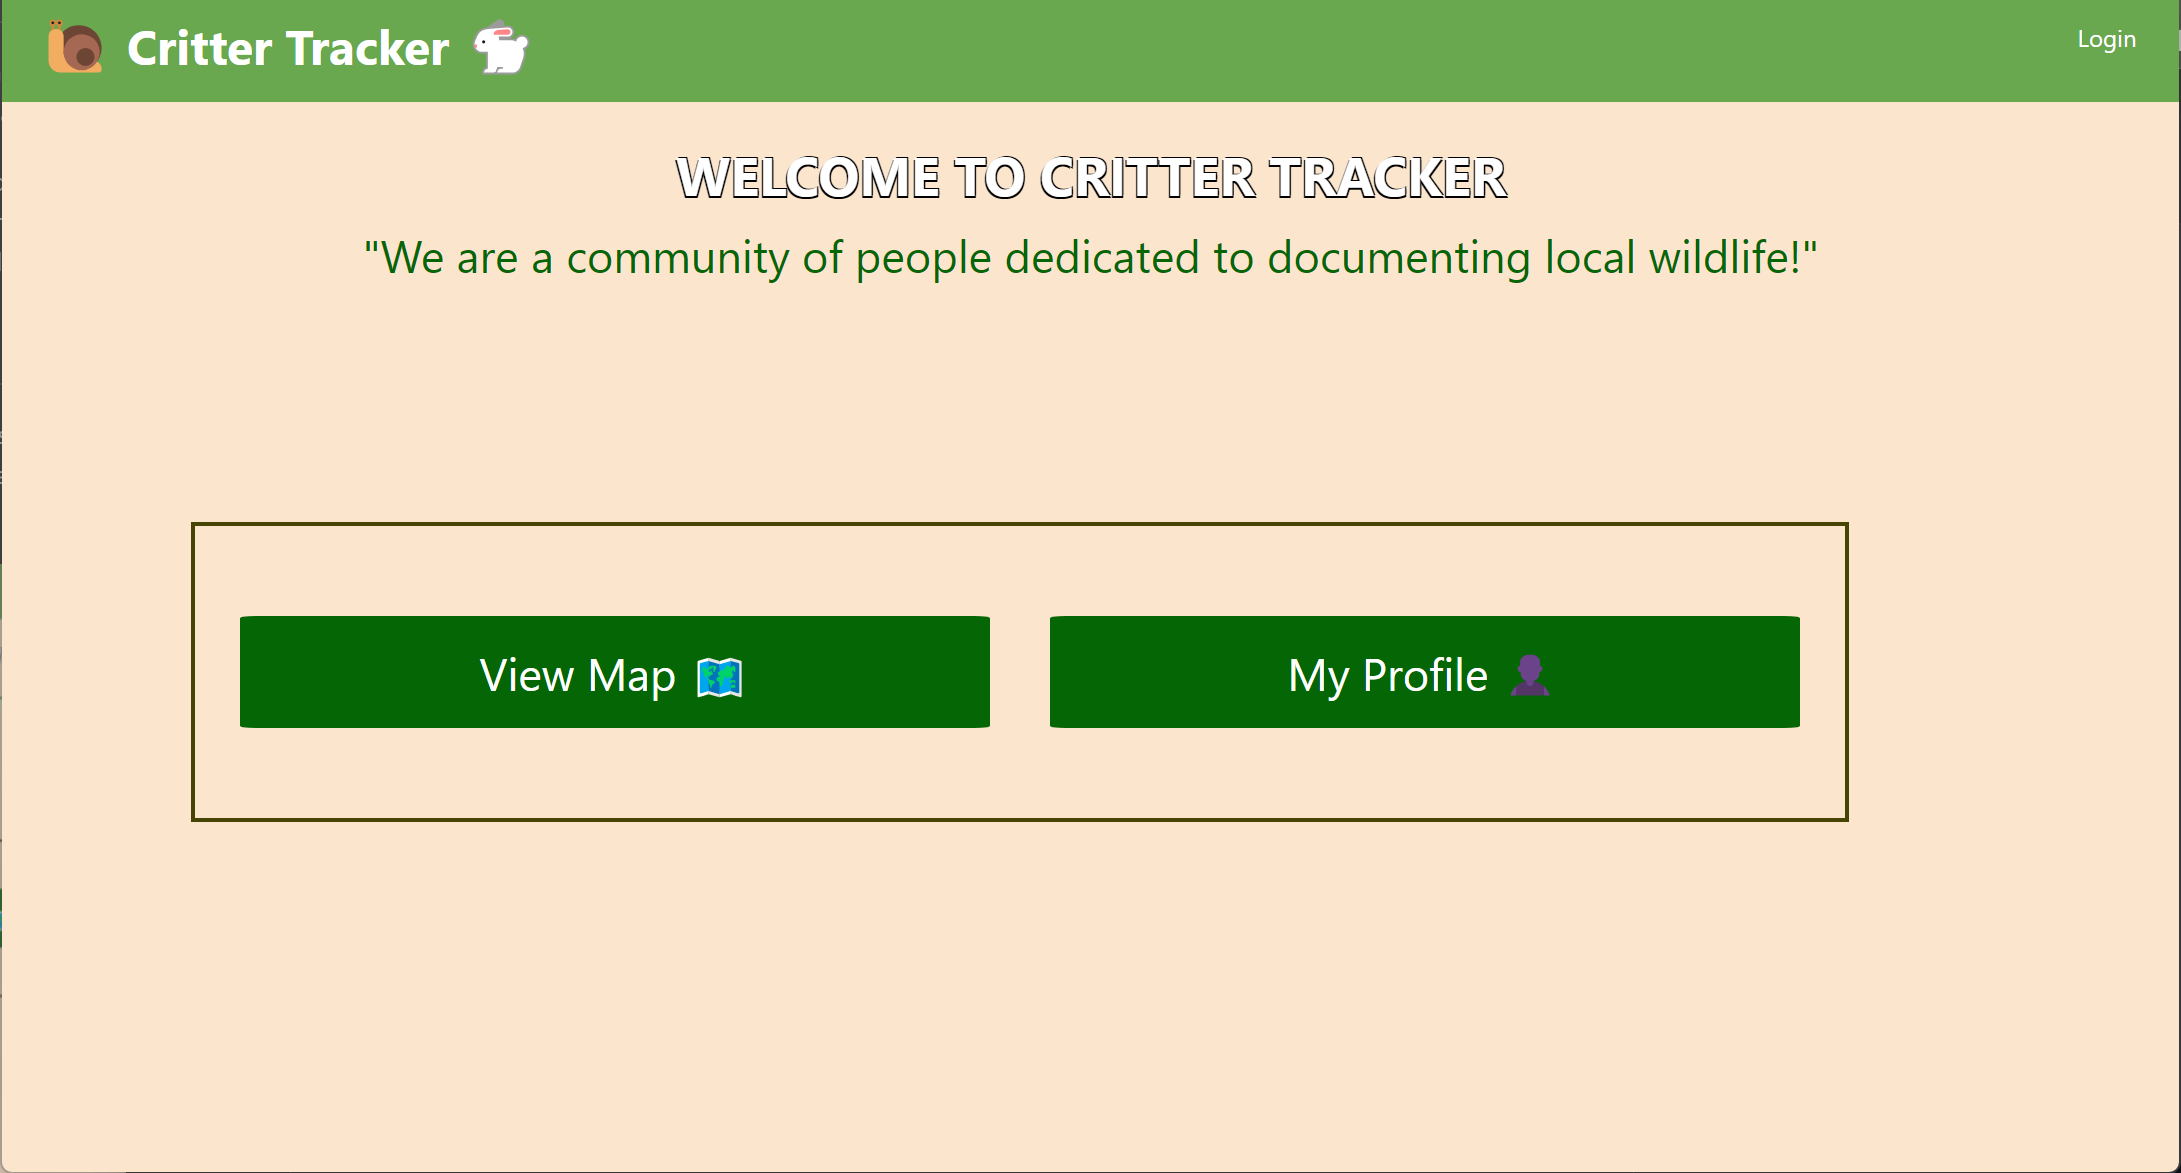 Critter Tracker
Login
WELCOME TO CRITTER TRACKER
"We are a community of people dedicated to documenting local wildlife!"
View Map
My Profile